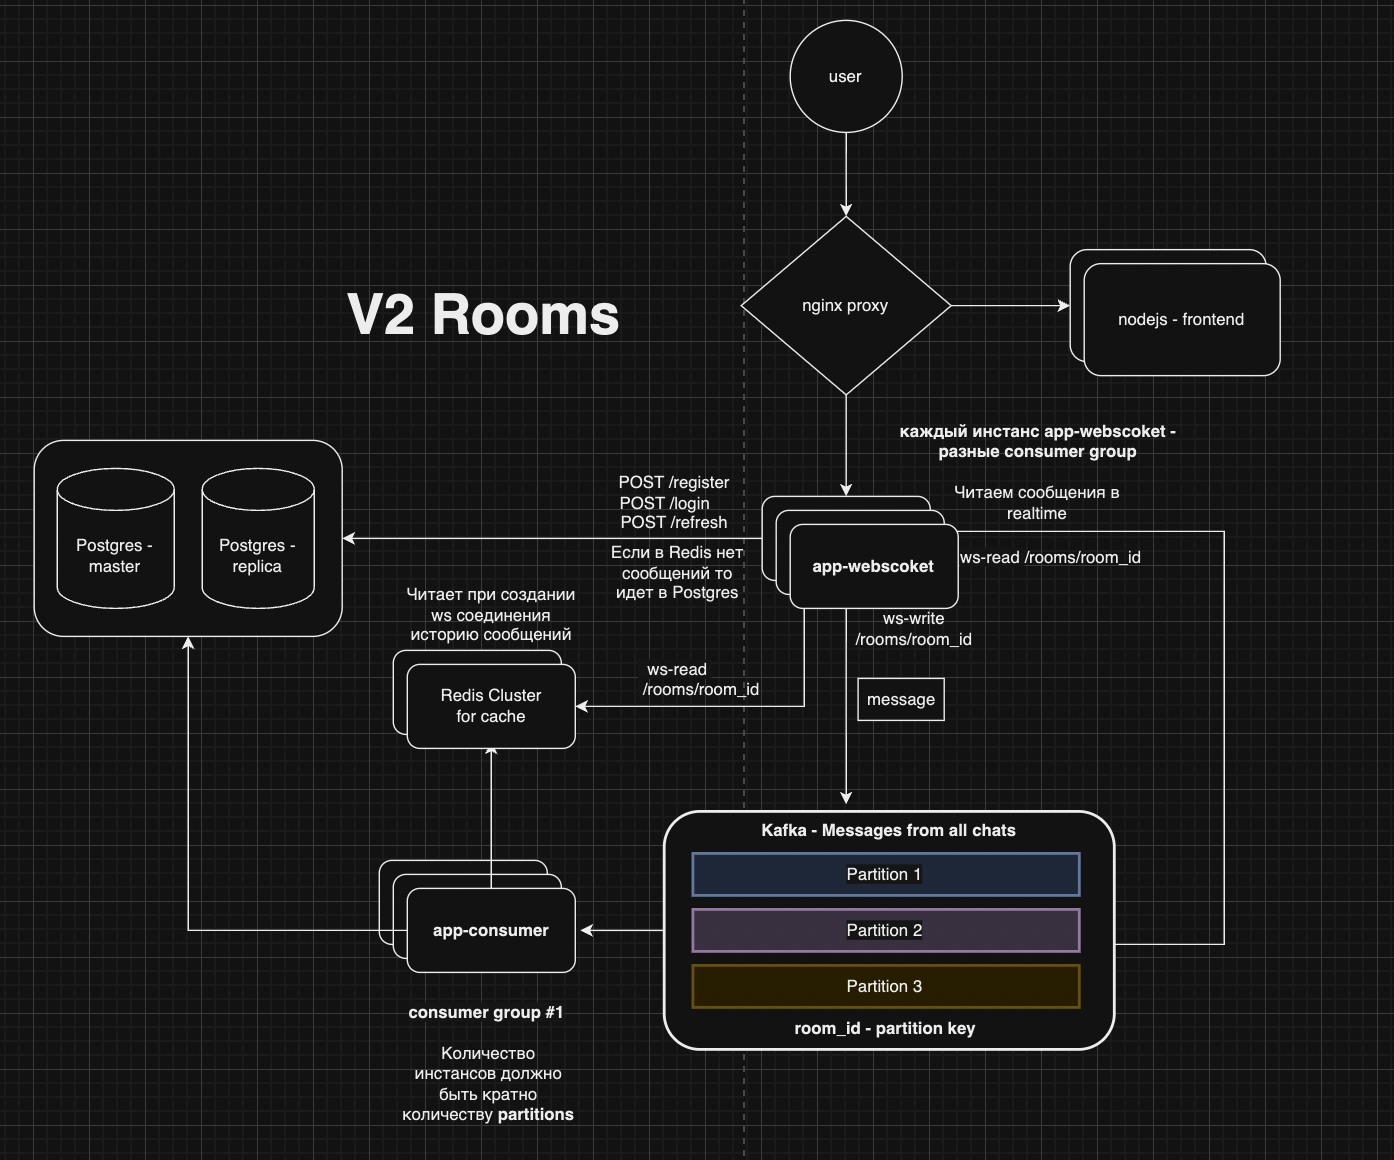 user
nginx proxy
nodejs - frontend
V2 Rooms
каждый инстанс app-webscoket -
разные consumer group
Читаем сообщения в
realtime
ws-read /rooms/room_id
POST /register
POST /login
POST /refresh
Если в Redis нет
сообщений то
идет в Postgres
app-webscoket
Postgres -
master
Postgres -
replica
Читает при создании
ws соединения
историю сообщений
ws-write
/rooms/room_id
ws-read
/rooms/room_id
message
Redis Cluster
for cache
Kafka - Messages from all chats
Partition 1
Partition 2
Partition 3
room_id - partition key
app-consumer
consumer group #1
Количество
инстансов должно
быть кратно
количеству partitions